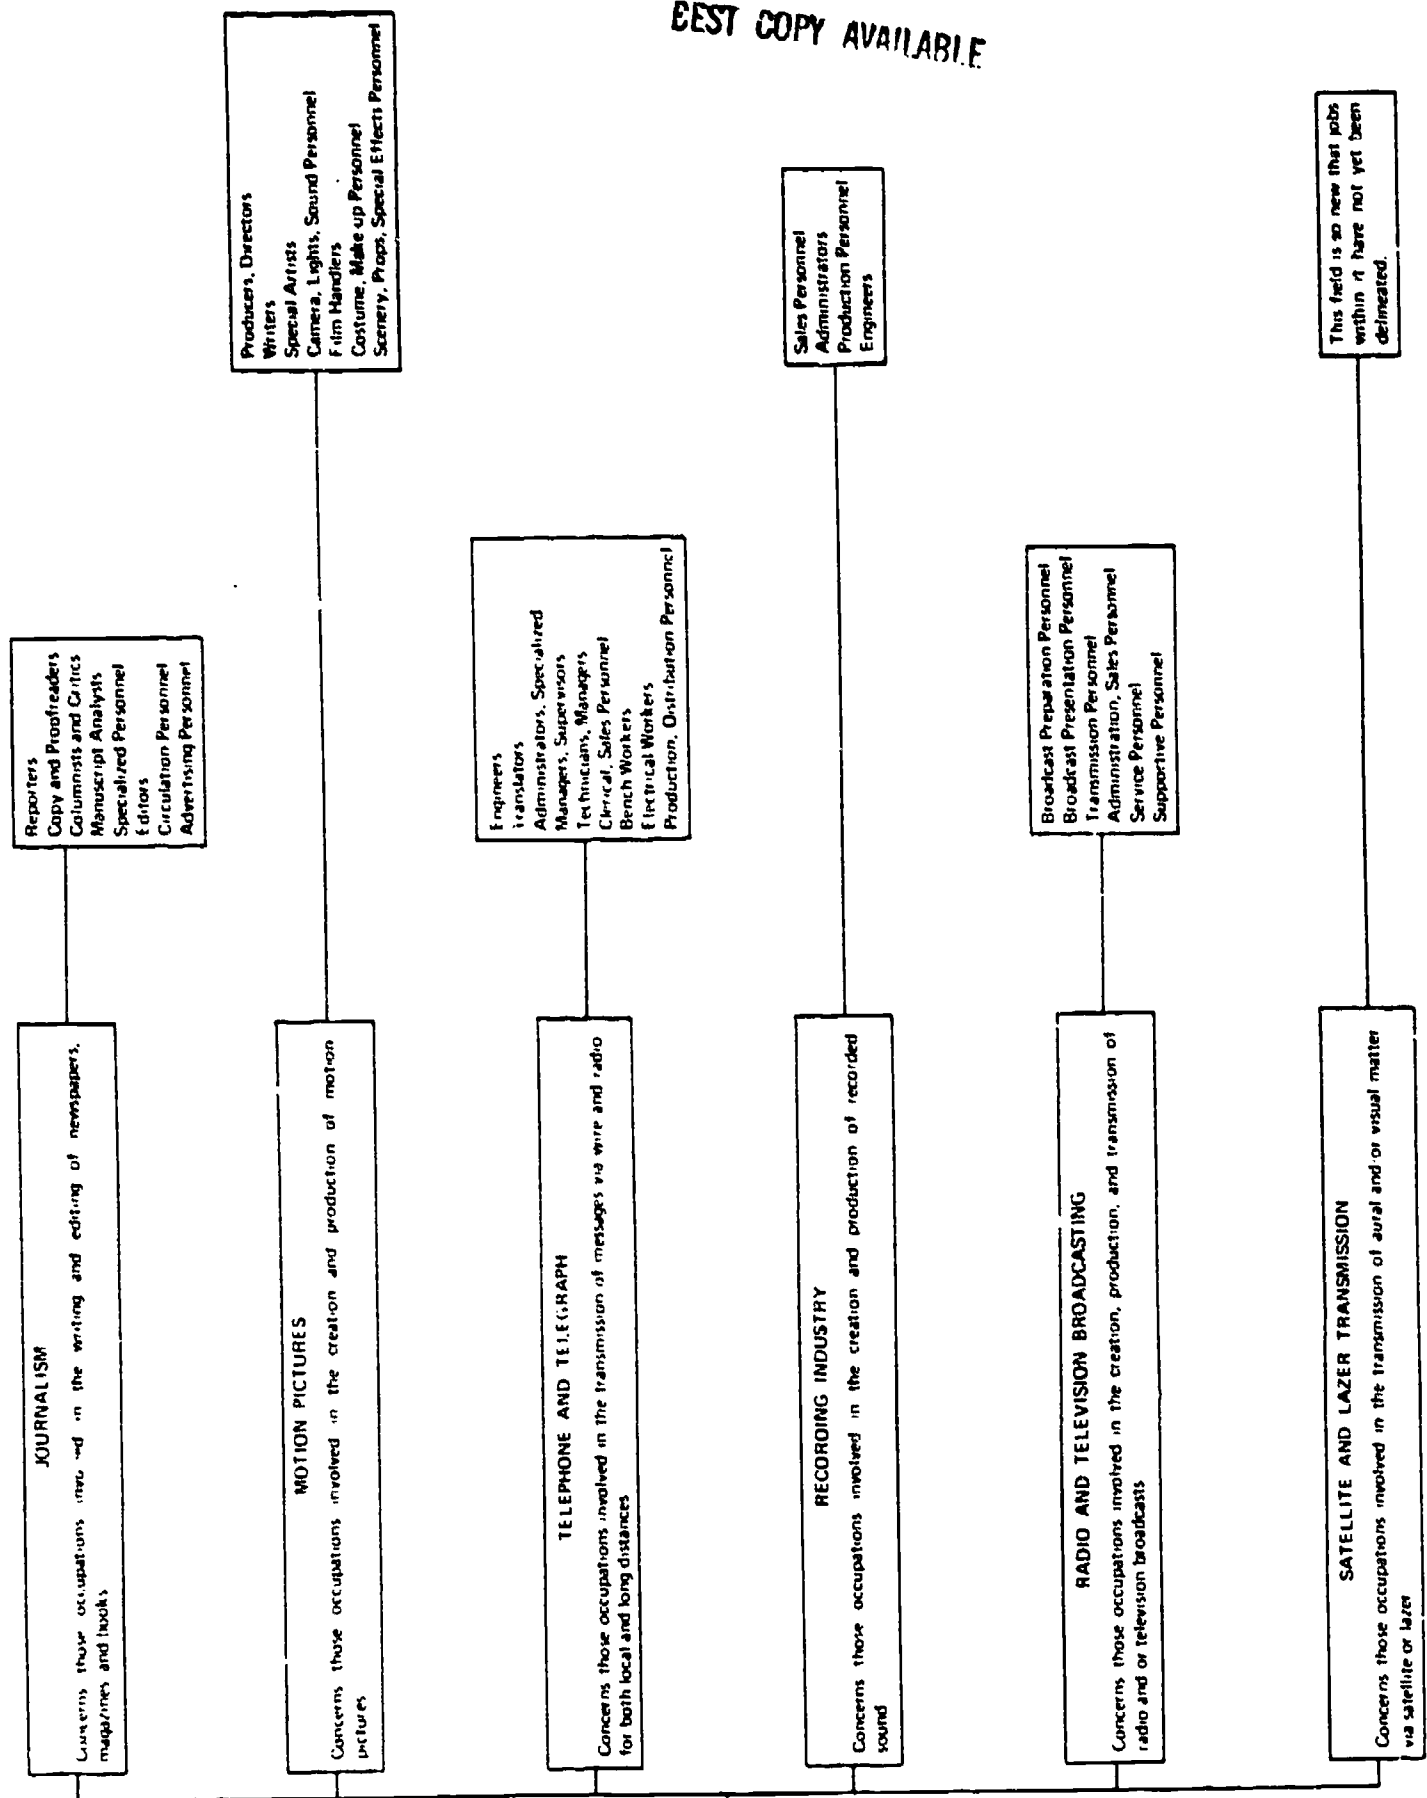 BEST COPY AVAILABLE
JOURNALISM
Concerns those occupations in the writing and editing of newspapers,
magazines and books
Reporters
Copy and Proofreaders
Columnists and Critics
Manuscript Analysts
Specialized Personnel
Editors
Circulation Personnel
Advertising Personnel
MOTION PICTURES
Concerns those occupations involved in the creation and production of motion
pictures
Producers, Directors
Writers
Special Artists
Camera, Lights, Sound Personnel
Film Handlers
Costume, Make up Personnel
Scenery, Props, Special Effects Personnel
TELEPHONE AND TELEGRAPH
Concerns those occupations involved in the transmission of messages via wire and radio
for both local and long distances
Engineers
Translators
Administrators, Specialized
Managers, Supervisors
Technicians, Managers
Clerical, Sales Personnel
Bench Workers
Electrical Workers
Production, Distribution Personnel
RECORDING INDUSTRY
Concerns those occupations involved in the creation and production of recorded
sound
Sales Personnel
Administrators
Production Personnel
Engineers
RADIO AND TELEVISION BROADCASTING
Concerns those occupations involved in the creation, production, and transmission of
radio and or television broadcasts
Broadcast Preparation Personnel
Broadcast Presentation Personnel
Transmission Personnel
Administration, Sales Personnel
Service Personnel
Supportive Personnel
SATELLITE AND LAZER TRANSMISSION
Concerns those occupations involved in the transmission of aural and/or visual matter
via satellite or lazer
This field is so new that jobs
within it have not yet been
delineated.